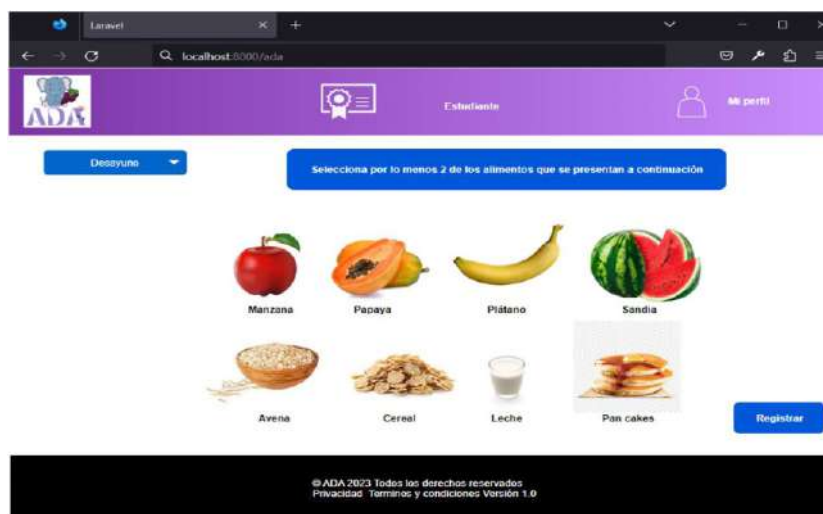 Laravel
localhost:8000/ada
ADA
Estudiante
Mi perfil
Desayuno
Selecciona por lo menos 2 de los alimentos que se presentan a continuación
Manzana
Papaya
Plátano
Sandia
Avena
Cereal
Leche
Pan cakes
Registrar
© ADA 2023 Todos los derechos reservados
Privacidad Terminos y condiciones Versión 1.0